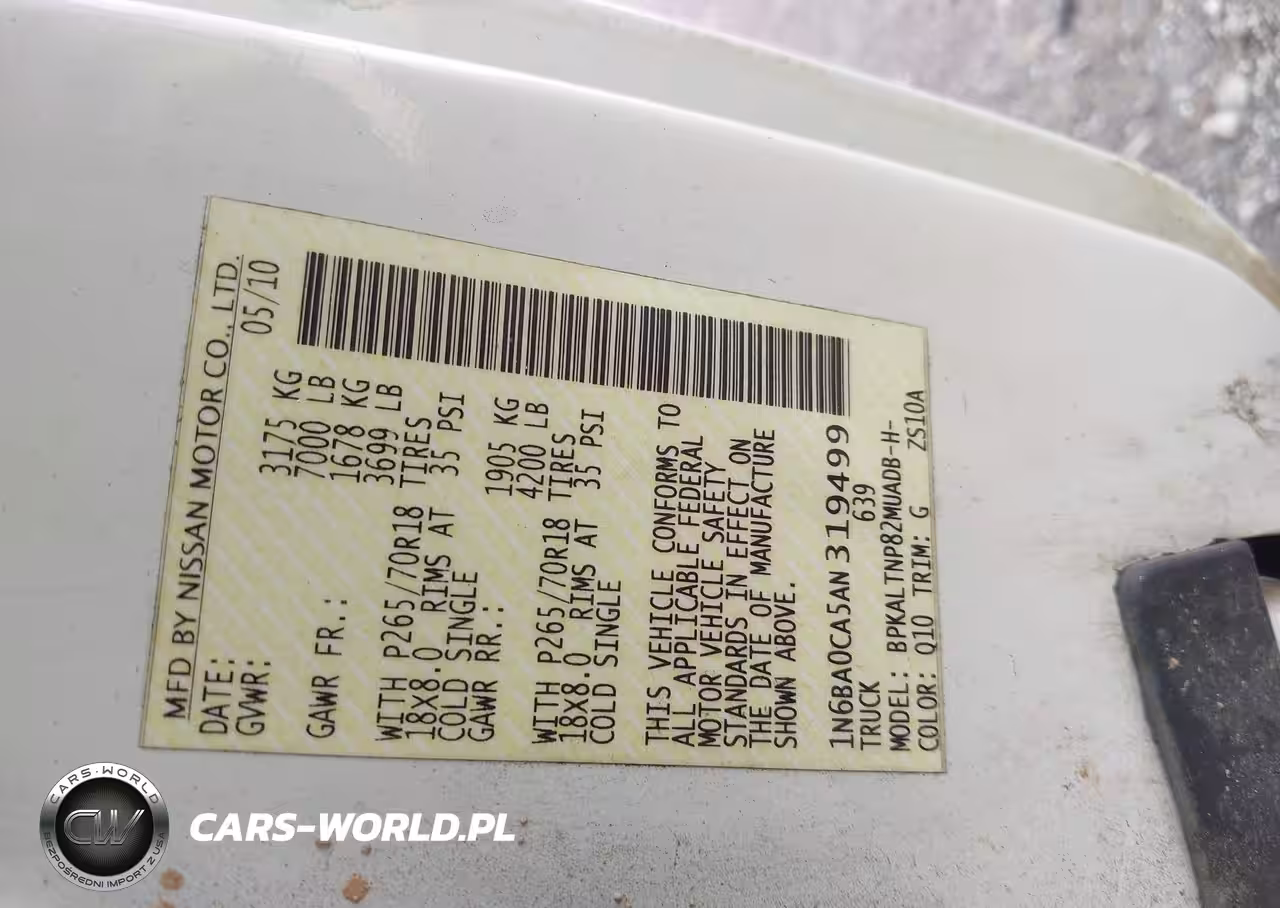 MFD BY NISSAN MOTOR CO., LTD.
DATE: 05/10
GVWR: 3175 KG
7000 LB
GAWR FR.: 1678 KG
3699 LB
WITH P265/70R18 TIRES
18X8.0 RIMS AT 35 PSI
COLD SINGLE
GAWR RR.: 1905 KG
4200 LB
WITH P265/70R18 TIRES
18X8.0 RIMS AT 35 PSI
COLD SINGLE
THIS VEHICLE CONFORMS TO
ALL APPLICABLE FEDERAL
MOTOR VEHICLE SAFETY
STANDARDS IN EFFECT ON
THE DATE OF MANUFACTURE
SHOWN ABOVE.
1N6BA0CA5AN319499
TRUCK 639
MODEL: BPKALTNP82MUADB-H-
COLOR: Q10 TRIM: G ZS10A
CARS-WORLD
CW
BEZPOŚREDNI IMPORT Z USA
CARS-WORLD.PL